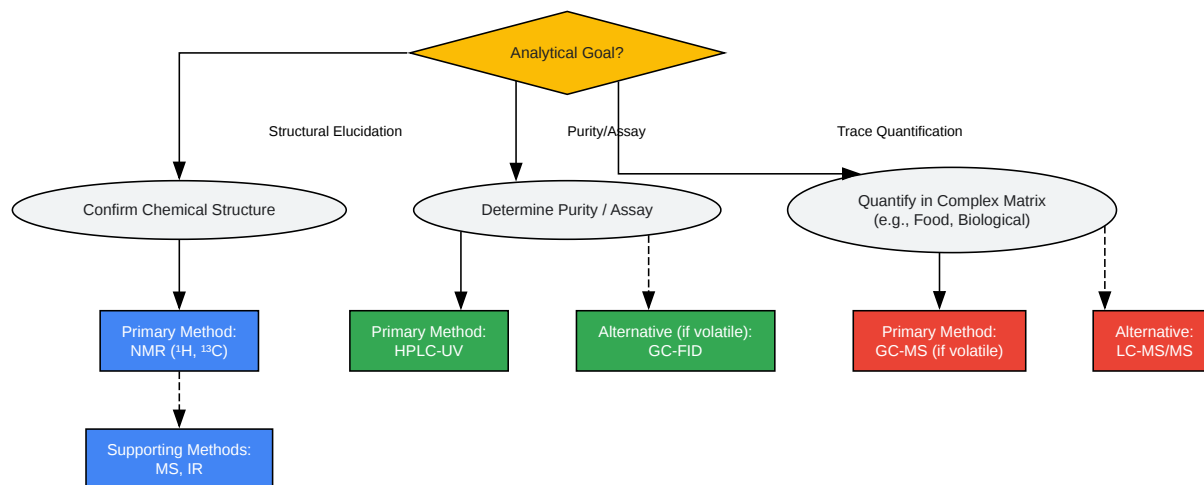 Analytical Goal?
Structural Elucidation
Purity/Assay
Trace Quantification
Confirm Chemical Structure
Determine Purity / Assay
Quantify in Complex Matrix
(e.g., Food, Biological)
Primary Method:
NMR (¹H, ¹³C)
Primary Method:
HPLC-UV
Alternative (if volatile):
GC-FID
Primary Method:
GC-MS (if volatile)
Alternative:
LC-MS/MS
Supporting Methods:
MS, IR